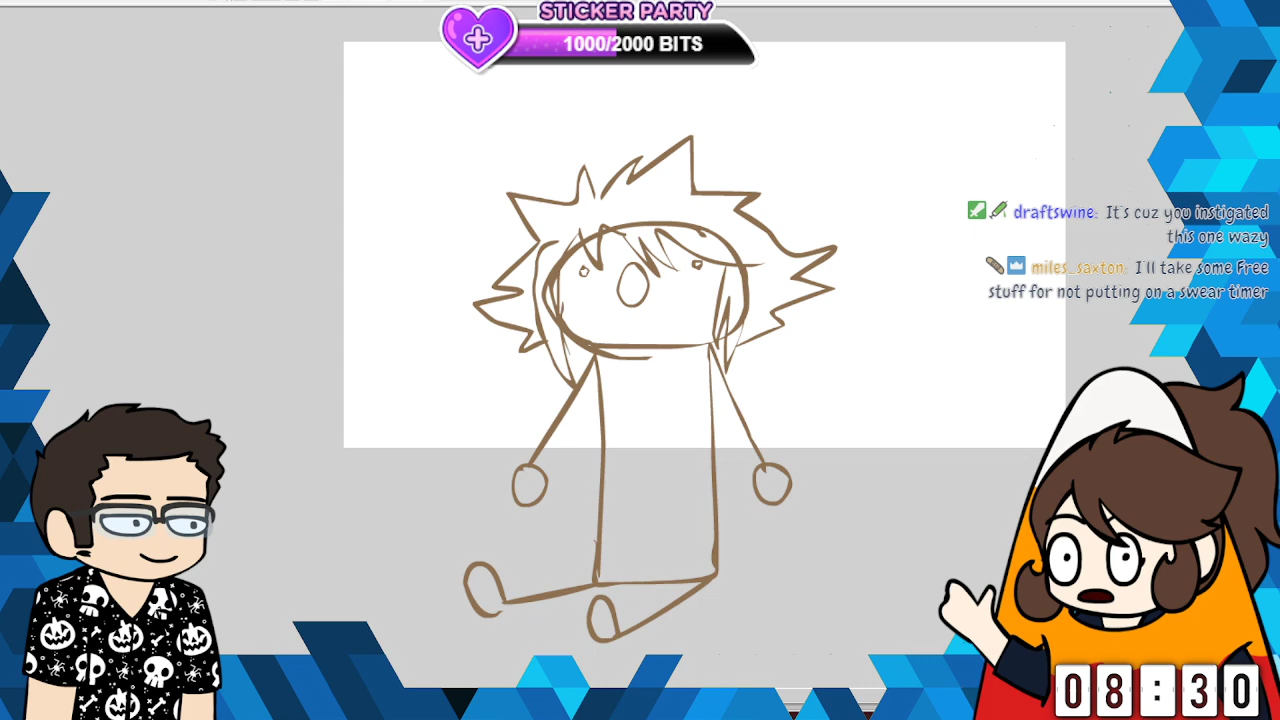 STICKER PARTY
1000/2000 BITS
draftswine: It's cuz you instigated
this one wazy
miles_saxton: I'll take some Free
stuff for not putting on a swear timer
08:30